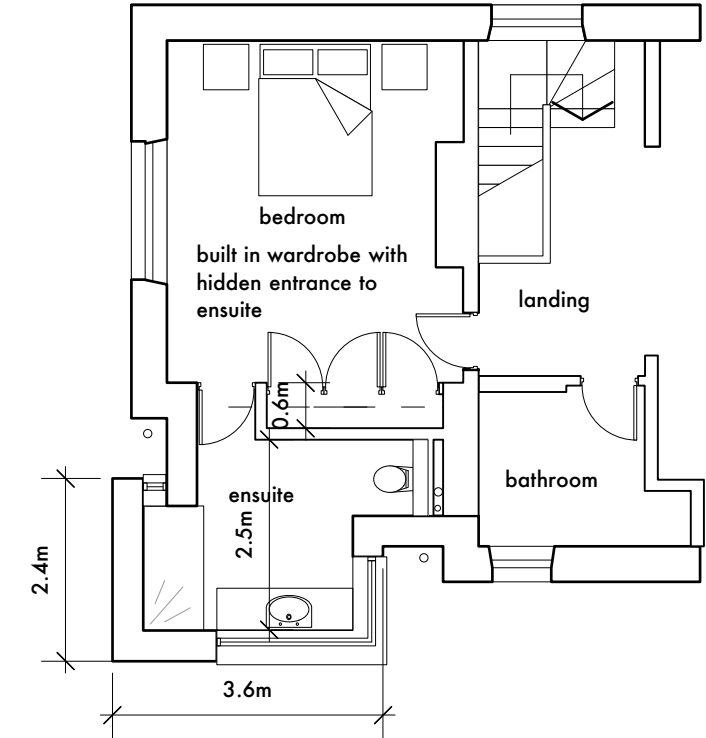 bedroom
built in wardrobe with
hidden entrance to
ensuite
landing
0.6m
bathroom
ensuite
2.5m
2.4m
3.6m